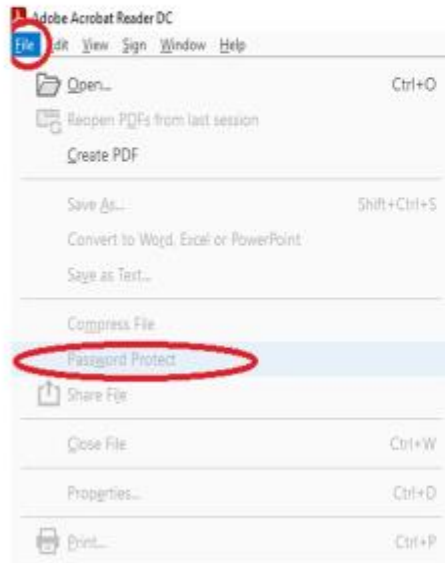 Adobe Acrobat Reader DC
File Edit View Sign Window Help
Open... Ctrl+O
Reopen PDFs from last session
Create PDF
Save As... Shift+Ctrl+S
Convert to Word, Excel or PowerPoint
Save as Text...
Compress File
Password Protect
Share File
Close File Ctrl+W
Properties... Ctrl+D
Print... Ctrl+P